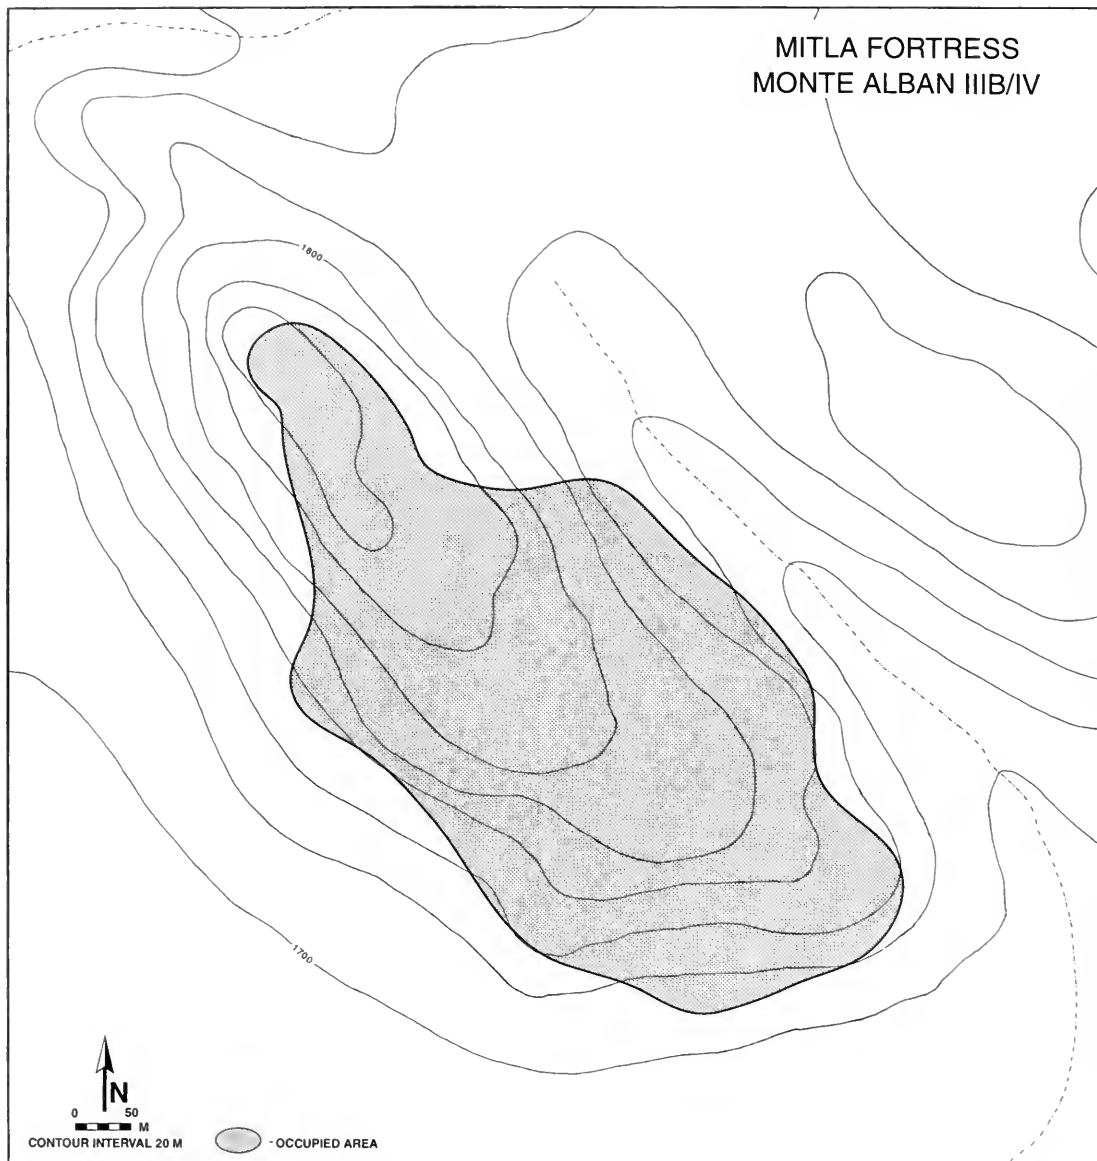 MITLA FORTRESS
MONTE ALBAN IIIB/IV
1800
1700
N
0 50
M
CONTOUR INTERVAL 20 M
- OCCUPIED AREA